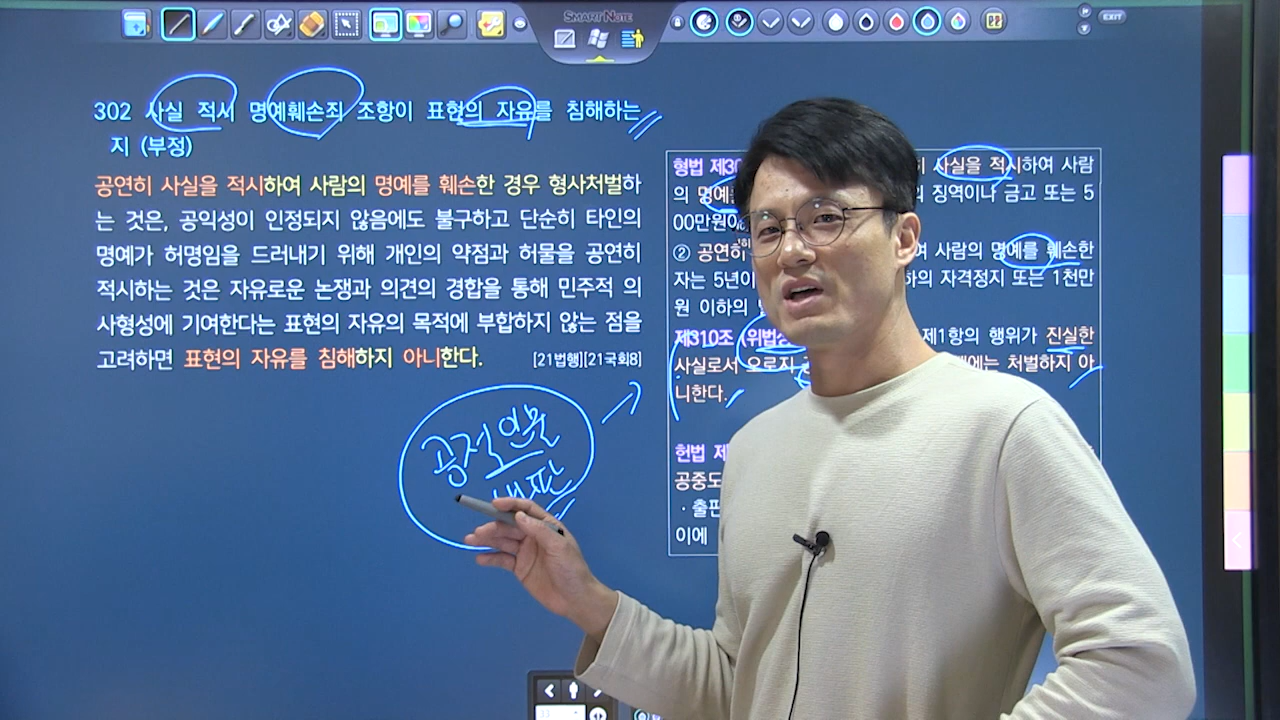 SMART NOTE
EXIT
302 사실 적시 명예훼손죄 조항이 표현의 자유를 침해하는
지 (부정)
공연히 사실을 적시하여 사람의 명예를 훼손한 경우 형사처벌하
는 것은, 공익성이 인정되지 않음에도 불구하고 단순히 타인의
명예가 허명임을 드러내기 위해 개인의 약점과 허물을 공연히
적시하는 것은 자유로운 논쟁과 의견의 경합을 통해 민주적 의
사형성에 기여한다는 표현의 자유의 목적에 부합하지 않는 점을
고려하면 표현의 자유를 침해하지 아니한다. [21법행][21국회8]
공적인물
형법 제30 사실을 적시하여 사람
의 명예 징역이나 금고 또는 5
00만원
② 공연히 사람의 명예를 훼손한
자는 5년이 자격정지 또는 1천만
원 이하의
제310조 (위법성 제1항의 행위가 진실한
사실로서 오로지 처벌하지 아
니한다.
헌법 제
공중도
· 출판
이에